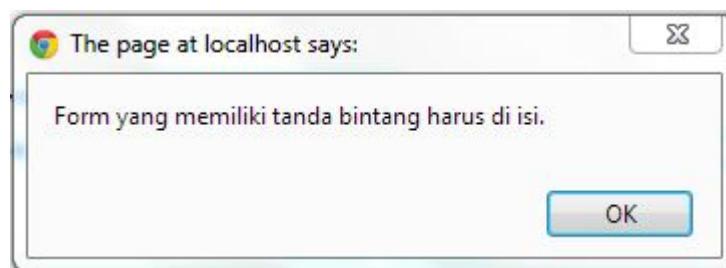 The page at localhost says:
Form yang memiliki tanda bintang harus di isi.
OK